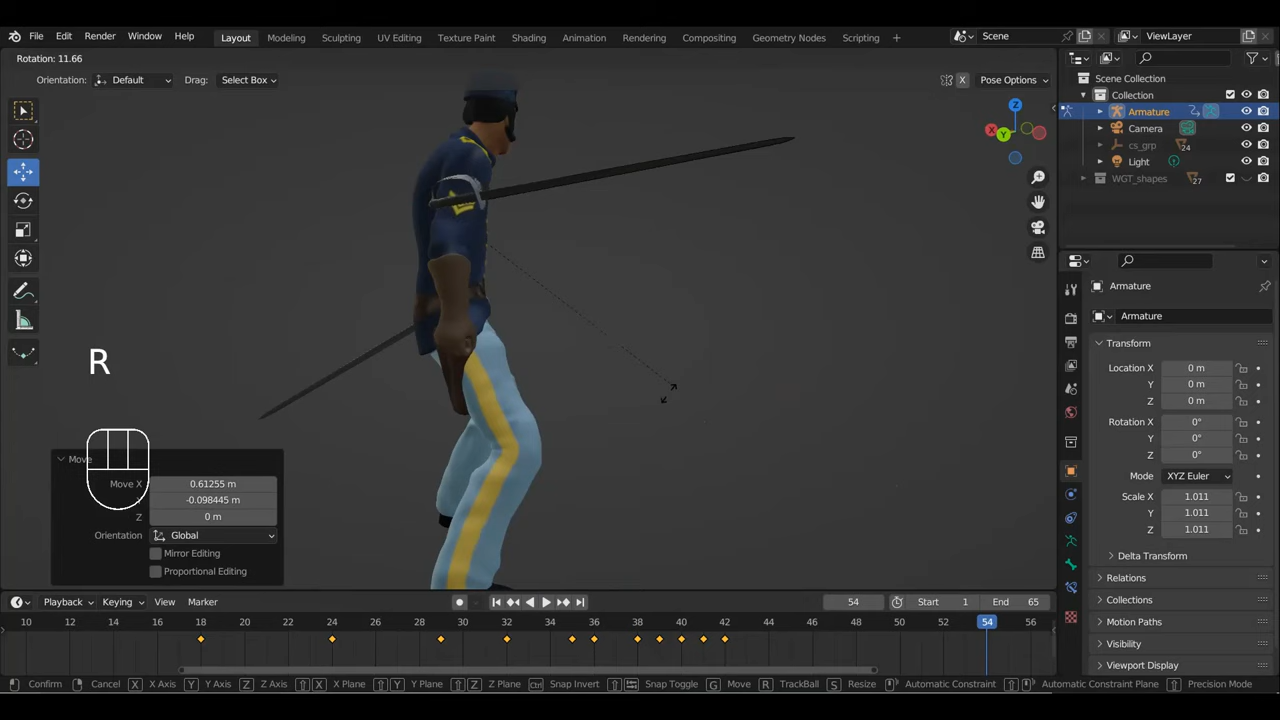 File Edit Render Window Help Layout Modeling Sculpting UV Editing Texture Paint Shading Animation Rendering Compositing Geometry Nodes Scripting + Scene ViewLayer
Rotation: 11.66
Orientation: Default Drag: Select Box X Pose Options
Scene Collection
Collection
Armature
Camera
cs_grp 24
Light
WGT_shapes 27
Z
X
Y
R
Armature
Armature
Transform
Location X 0 m
Y 0 m
Z 0 m
Rotation X 0°
Y 0°
Z 0°
Mode XYZ Euler
Scale X 1.011
Y 1.011
Z 1.011
Delta Transform
Relations
Collections
Motion Paths
Visibility
Viewport Display
Move
Move X 0.61255 m
-0.098445 m
Z 0 m
Orientation Global
Mirror Editing
Proportional Editing
Playback Keying View Marker 54 Start 1 End 65
10 18 20 22 24 26 28 30 32 34 36 38 40 42 44 46 48 50 52 54 56
Confirm Cancel X X Axis Y Y Axis Z Z Axis X X Plane Y Y Plane Z Z Plane Ctrl Snap Invert Snap Toggle G Move R TrackBall S Resize Automatic Constraint Automatic Constraint Plane Precision Mode